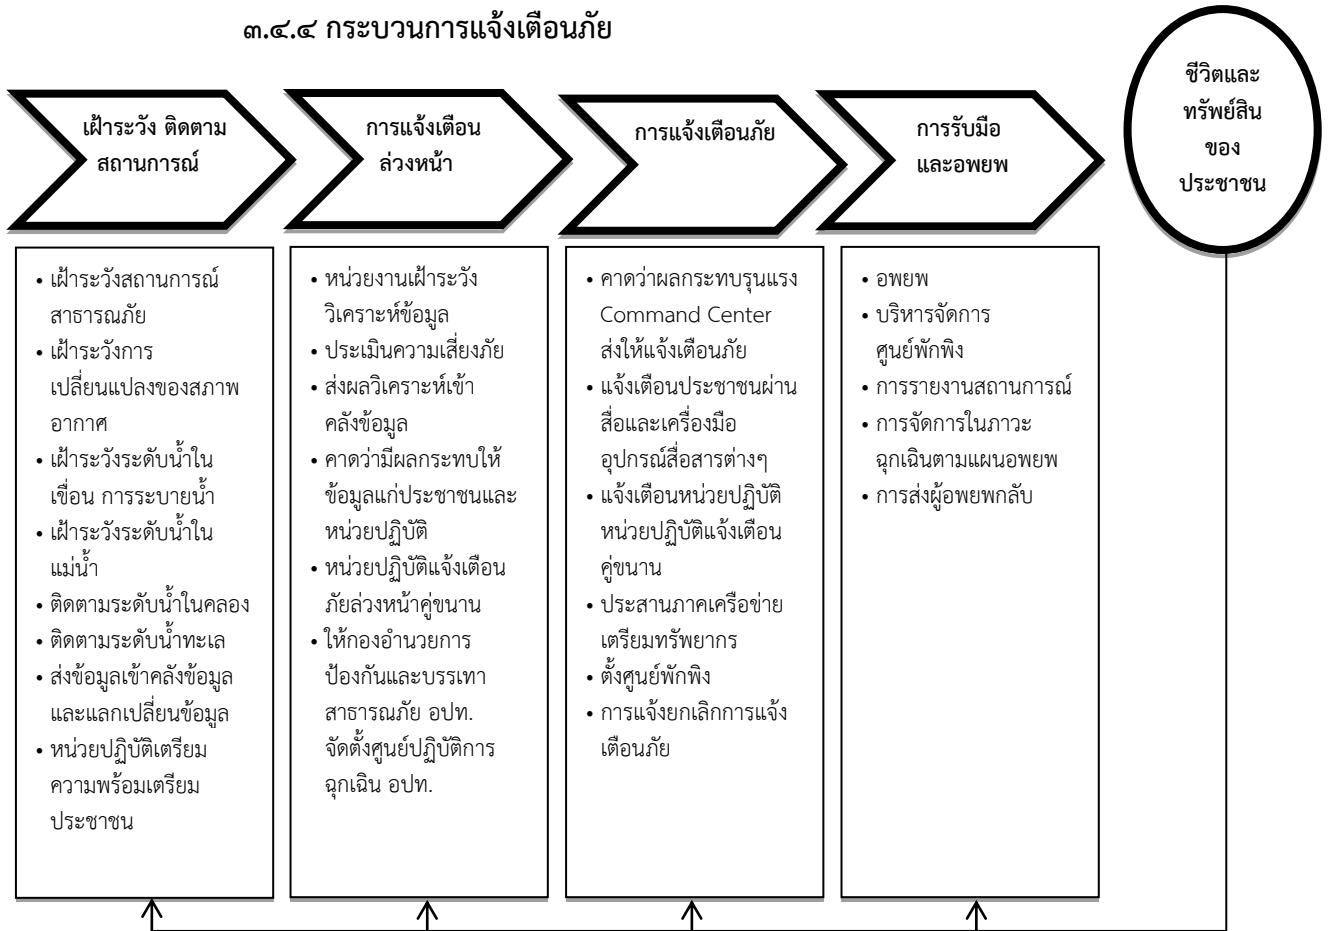 ๓.๔.๔ กระบวนการแจ้งเตือนภัย
เฝ้าระวัง ติดตาม
สถานการณ์
การแจ้งเตือน
ล่วงหน้า
การแจ้งเตือนภัย
การรับมือ
และอพยพ
ชีวิตและ
ทรัพย์สิน
ของ
ประชาชน
• เฝ้าระวังสถานการณ์
สาธารณภัย
• เฝ้าระวังการ
เปลี่ยนแปลงของสภาพ
อากาศ
• เฝ้าระวังระดับน้ำใน
เขื่อน การระบายน้ำ
• เฝ้าระวังระดับน้ำใน
แม่น้ำ
• ติดตามระดับน้ำในคลอง
• ติดตามระดับน้ำทะเล
• ส่งข้อมูลเข้าคลังข้อมูล
และแลกเปลี่ยนข้อมูล
• หน่วยปฏิบัติเตรียม
ความพร้อมเตรียม
ประชาชน
• หน่วยงานเฝ้าระวัง
วิเคราะห์ข้อมูล
• ประเมินความเสี่ยงภัย
• ส่งผลวิเคราะห์เข้า
คลังข้อมูล
• คาดว่ามีผลกระทบให้
ข้อมูลแก่ประชาชนและ
หน่วยปฏิบัติ
• หน่วยปฏิบัติแจ้งเตือน
ภัยล่วงหน้าคู่ขนาน
• ให้กองอำนวยการ
ป้องกันและบรรเทา
สาธารณภัย อปท.
จัดตั้งศูนย์ปฏิบัติการ
ฉุกเฉิน อปท.
• คาดว่าผลกระทบรุนแรง
Command Center
ส่งให้แจ้งเตือนภัย
• แจ้งเตือนประชาชนผ่าน
สื่อและเครื่องมือ
อุปกรณ์สื่อสารต่างๆ
• แจ้งเตือนหน่วยปฏิบัติ
หน่วยปฏิบัติแจ้งเตือน
คู่ขนาน
• ประสานภาคเครือข่าย
เตรียมทรัพยากร
• ตั้งศูนย์พักพิง
• การแจ้งยกเลิกการแจ้ง
เตือนภัย
• อพยพ
• บริหารจัดการ
ศูนย์พักพิง
• การรายงานสถานการณ์
• การจัดการในภาวะ
ฉุกเฉินตามแผนอพยพ
• การส่งผู้อพยพกลับ